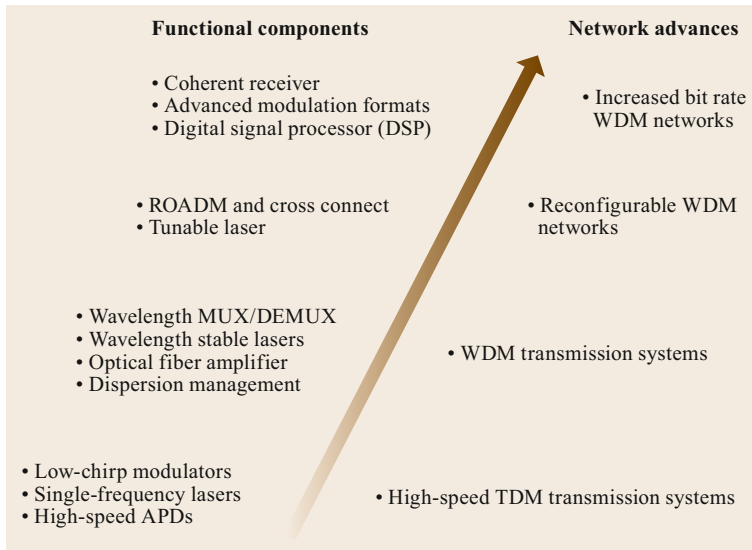 Functional components
Network advances
• Coherent receiver
• Advanced modulation formats
• Digital signal processor (DSP)
• Increased bit rate
WDM networks
• ROADM and cross connect
• Tunable laser
• Reconfigurable WDM
networks
• Wavelength MUX/DEMUX
• Wavelength stable lasers
• Optical fiber amplifier
• Dispersion management
• WDM transmission systems
• Low-chirp modulators
• Single-frequency lasers
• High-speed APDs
• High-speed TDM transmission systems